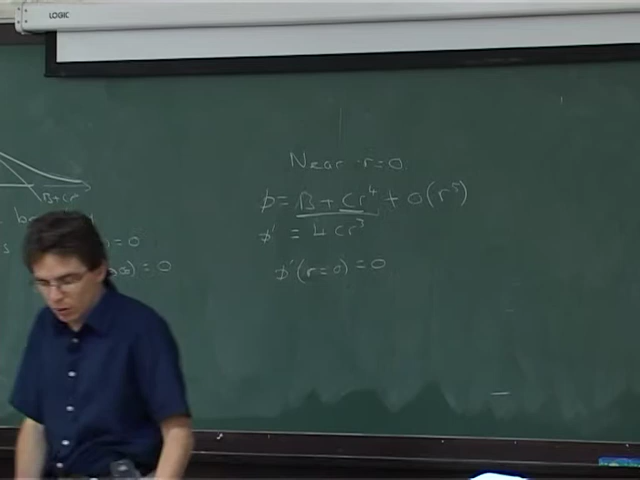 LOGIC
Near r=0
φ = B + Cr⁴ + O(r⁵)
φ' = 4Cr³
φ'(r=0) = 0
B+Cr
= 0
= 0